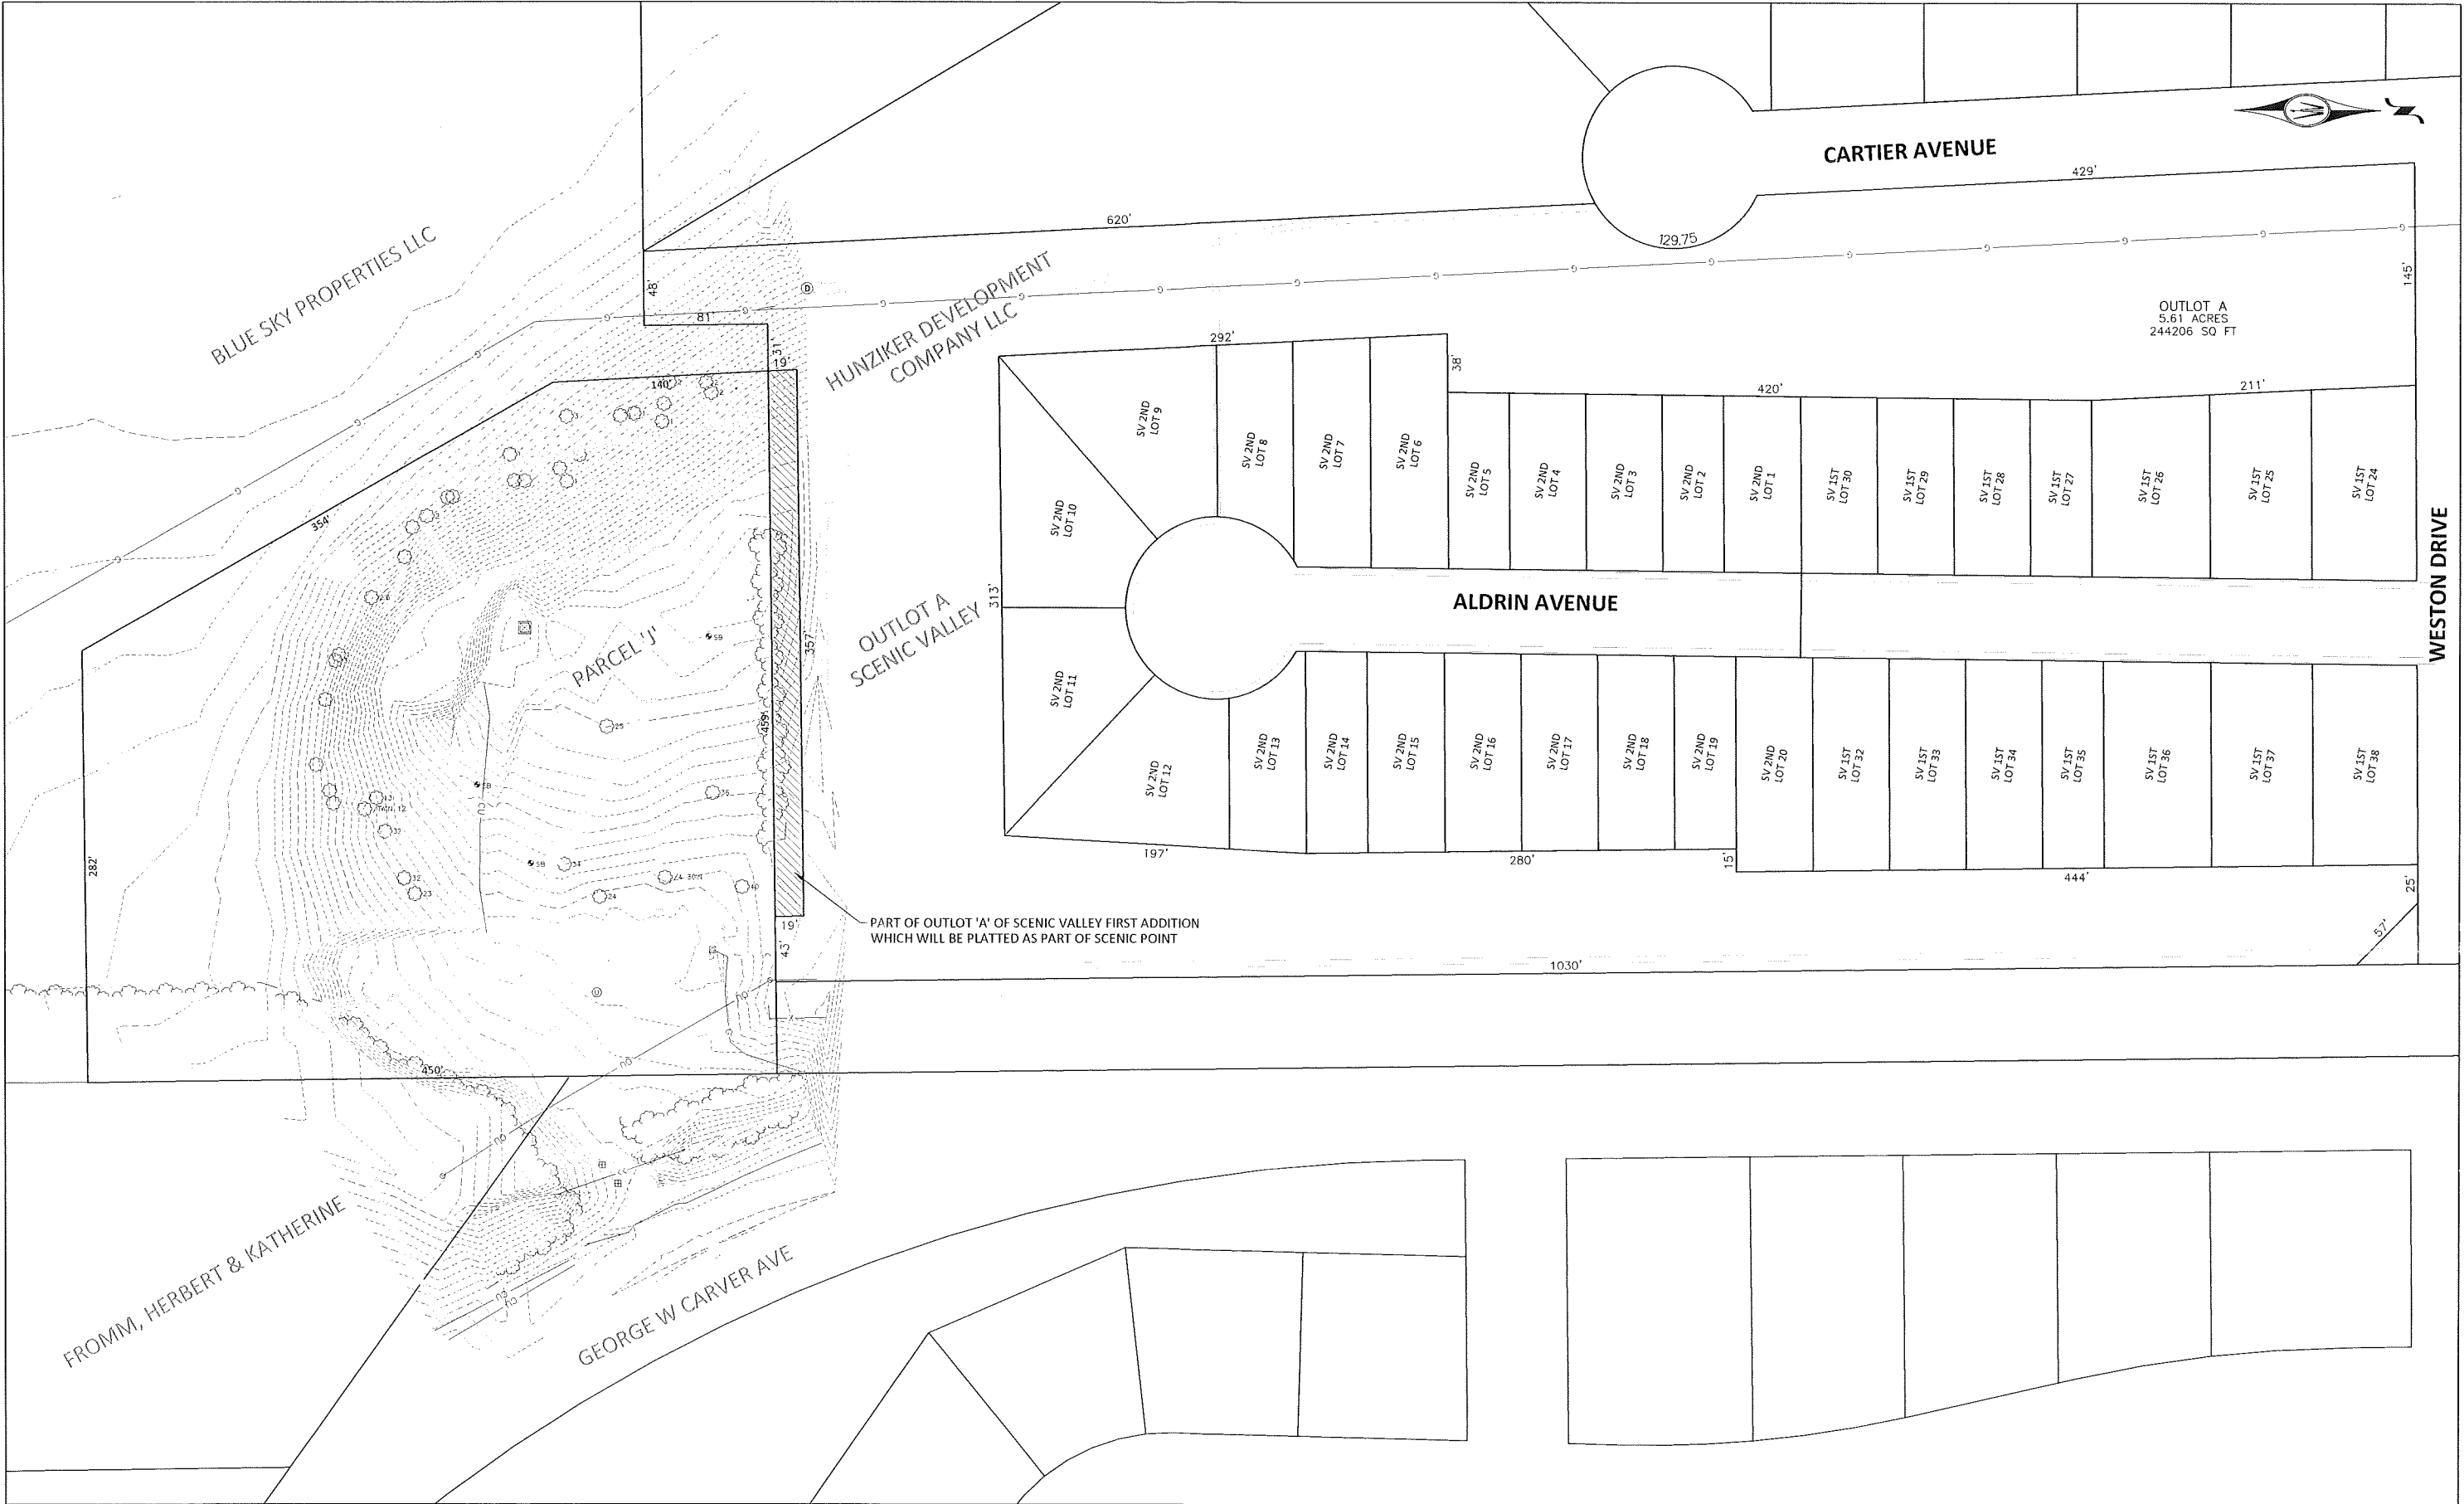 CARTIER AVENUE
429'
620'
129.75
BLUE SKY PROPERTIES LLC
48'
81'
31'
19'
140'
354'
HUNZIKER DEVELOPMENT
COMPANY LLC
145'
OUTLOT A
5.61 ACRES
244206 SQ FT
292'
38'
420'
211'
SV 2ND
LOT 9
SV 2ND
LOT 8
SV 2ND
LOT 7
SV 2ND
LOT 6
SV 2ND
LOT 5
SV 2ND
LOT 4
SV 2ND
LOT 3
SV 2ND
LOT 2
SV 2ND
LOT 1
SV 1ST
LOT 30
SV 1ST
LOT 29
SV 1ST
LOT 28
SV 1ST
LOT 27
SV 1ST
LOT 26
SV 1ST
LOT 25
SV 1ST
LOT 24
SV 2ND
LOT 10
313'
ALDRIN AVENUE
WESTON DRIVE
OUTLOT A
SCENIC VALLEY
PARCEL 'J'
357'
459'
SB
25
SB
36
32
SB
34
24
40
32
23
282'
SV 2ND
LOT 11
SV 2ND
LOT 12
SV 2ND
LOT 13
SV 2ND
LOT 14
SV 2ND
LOT 15
SV 2ND
LOT 16
SV 2ND
LOT 17
SV 2ND
LOT 18
SV 2ND
LOT 19
SV 2ND
LOT 20
SV 1ST
LOT 32
SV 1ST
LOT 33
SV 1ST
LOT 34
SV 1ST
LOT 35
SV 1ST
LOT 36
SV 1ST
LOT 37
SV 1ST
LOT 38
197'
280'
15'
444'
25'
57'
19'
43'
PART OF OUTLOT 'A' OF SCENIC VALLEY FIRST ADDITION
WHICH WILL BE PLATTED AS PART OF SCENIC POINT
1030'
450'
FROMM, HERBERT & KATHERINE
GEORGE W CARVER AVE